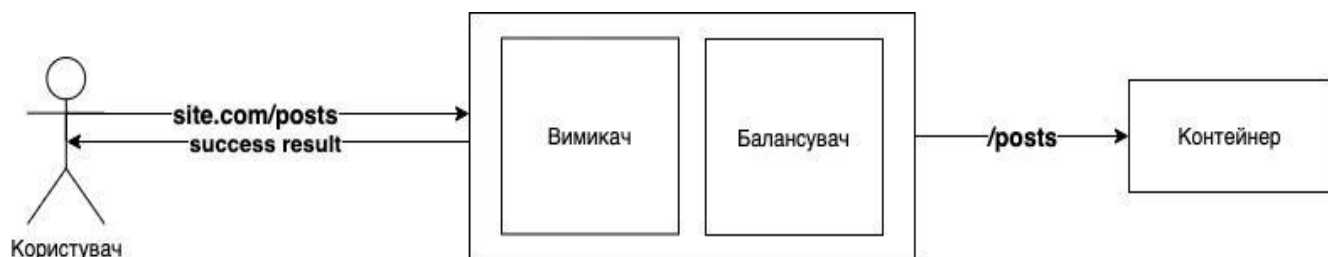 site.com/posts
success result
Вимикач
Балансувач
/posts
Контейнер
Користувач